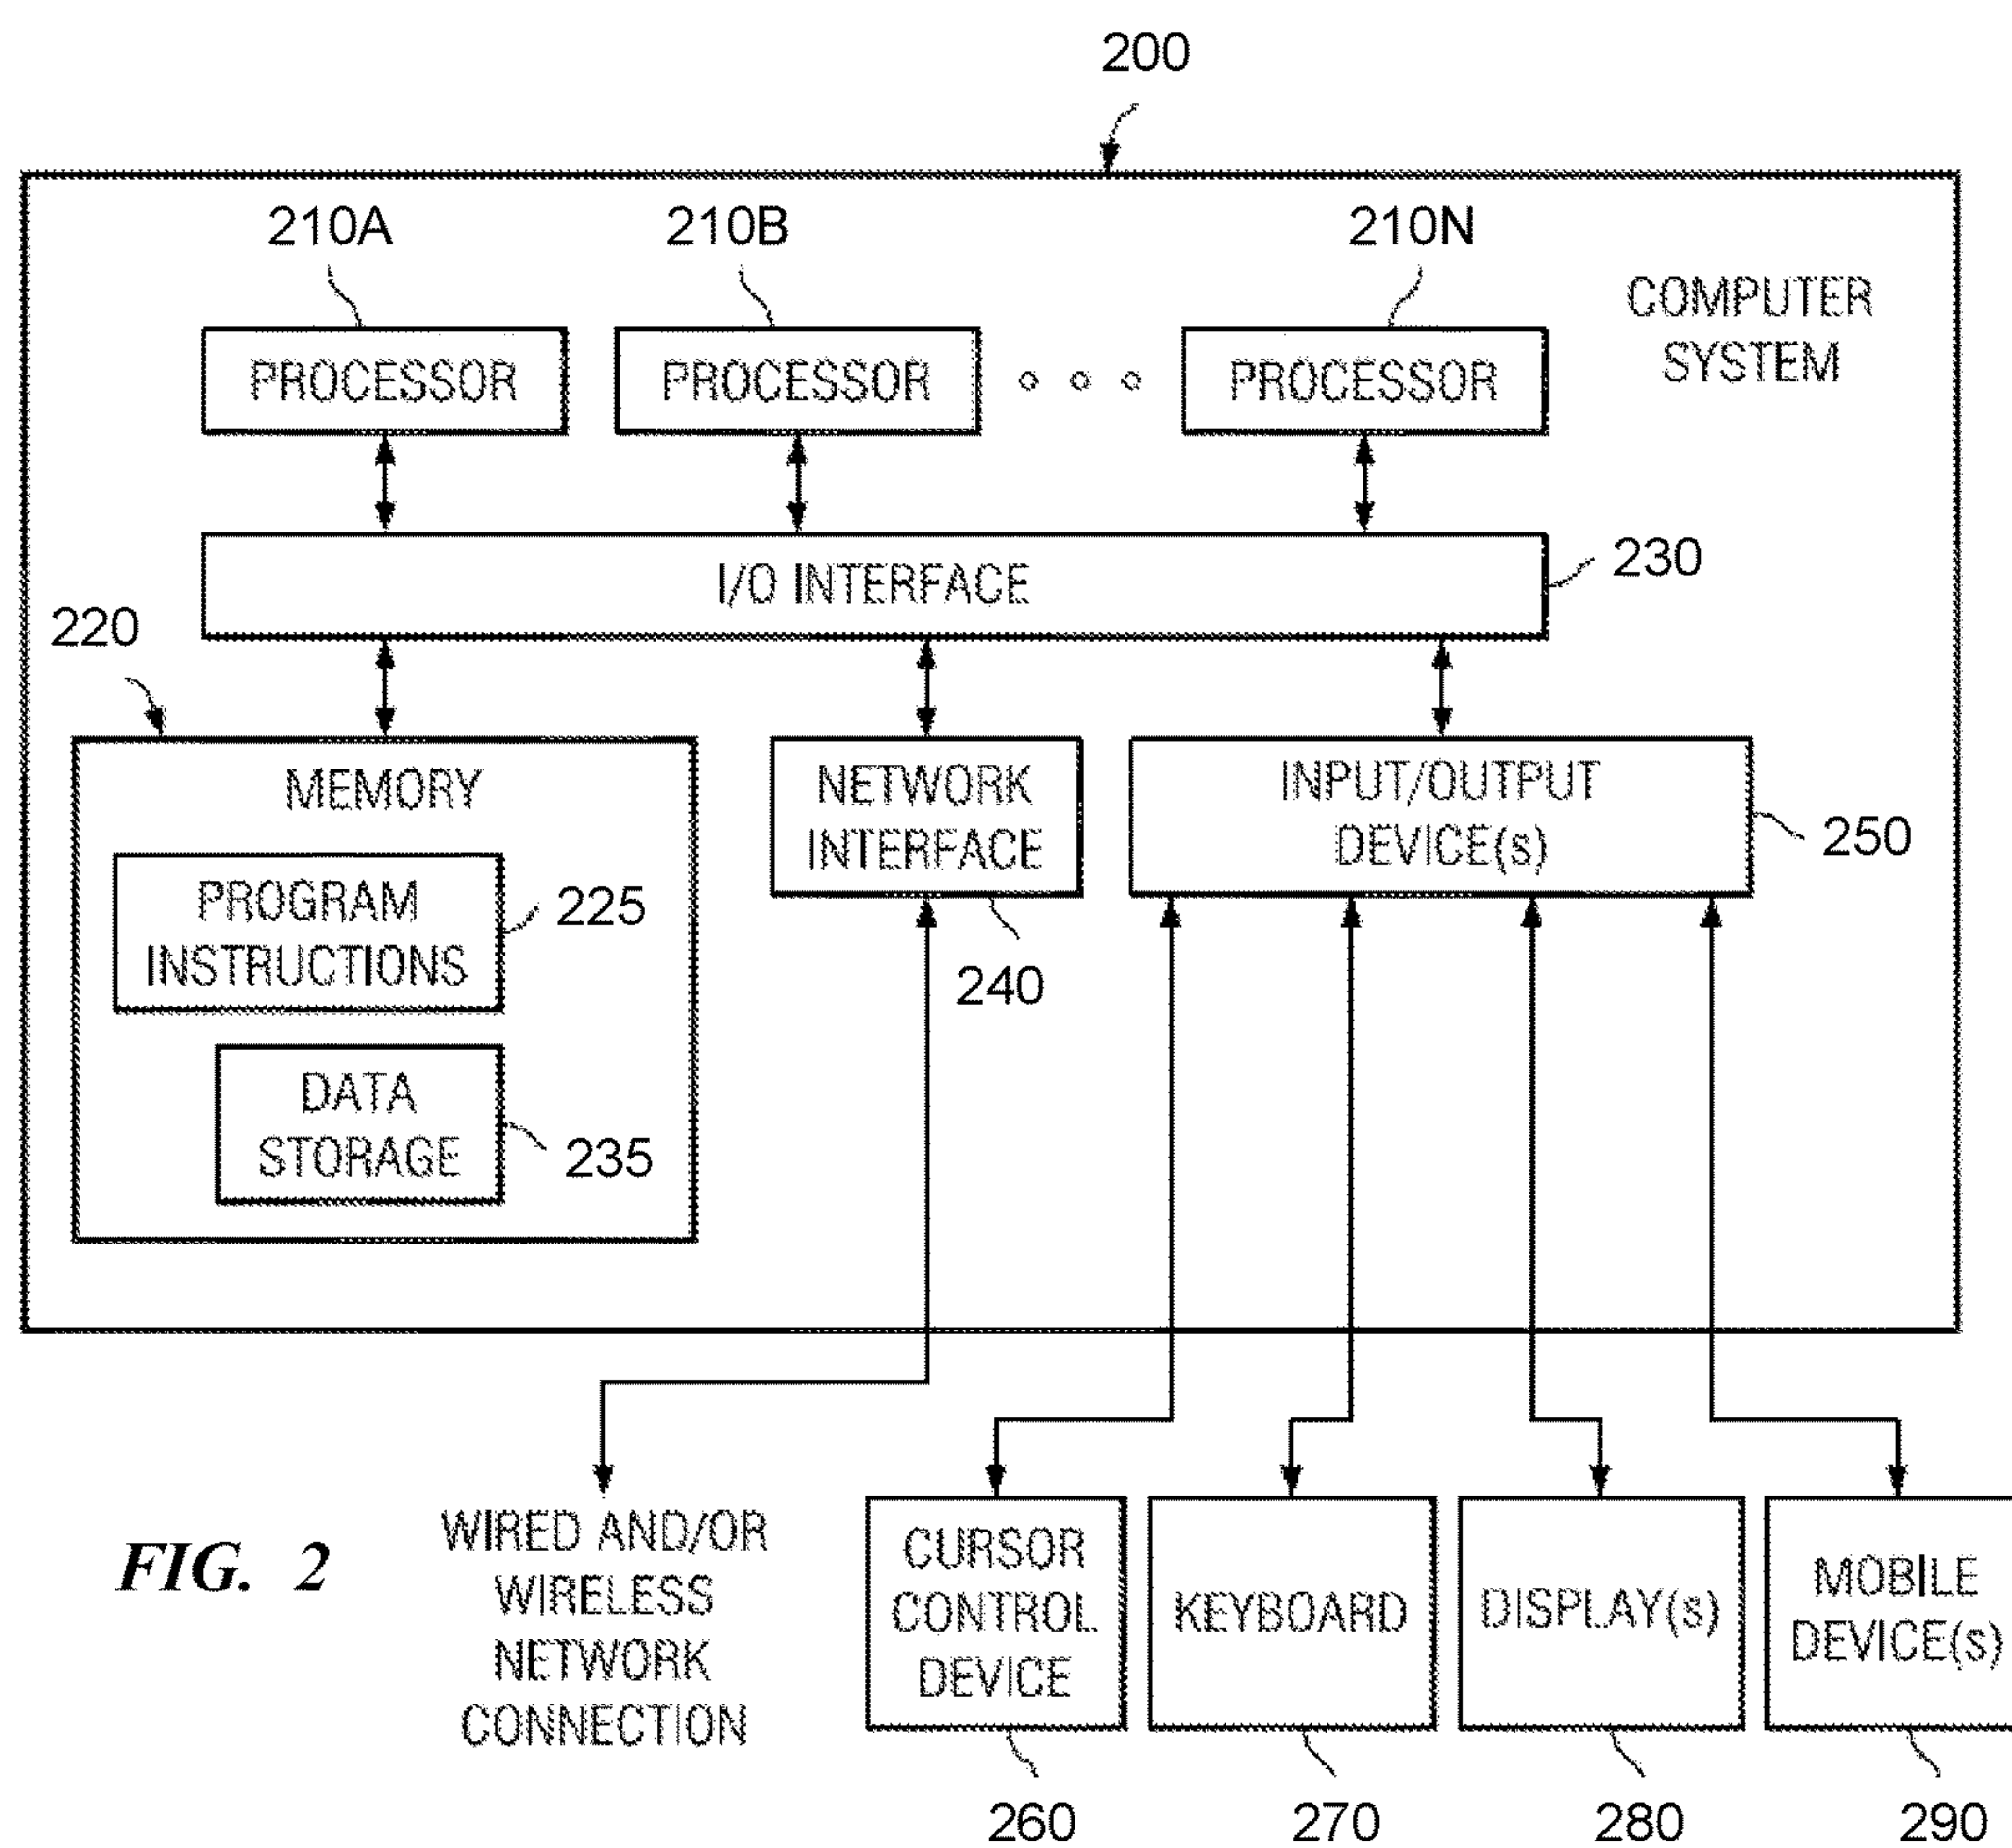 200
210A 210B 210N
COMPUTER
SYSTEM
PROCESSOR PROCESSOR PROCESSOR
I/O INTERFACE
230
220
MEMORY
PROGRAM
INSTRUCTIONS
225
DATA
STORAGE
235
NETWORK
INTERFACE
240
INPUT/OUTPUT
DEVICE(s)
250
FIG. 2
WIRED AND/OR
WIRELESS
NETWORK
CONNECTION
CURSOR
CONTROL
DEVICE
KEYBOARD
DISPLAY(s)
MOBILE
DEVICE(s)
260 270 280 290